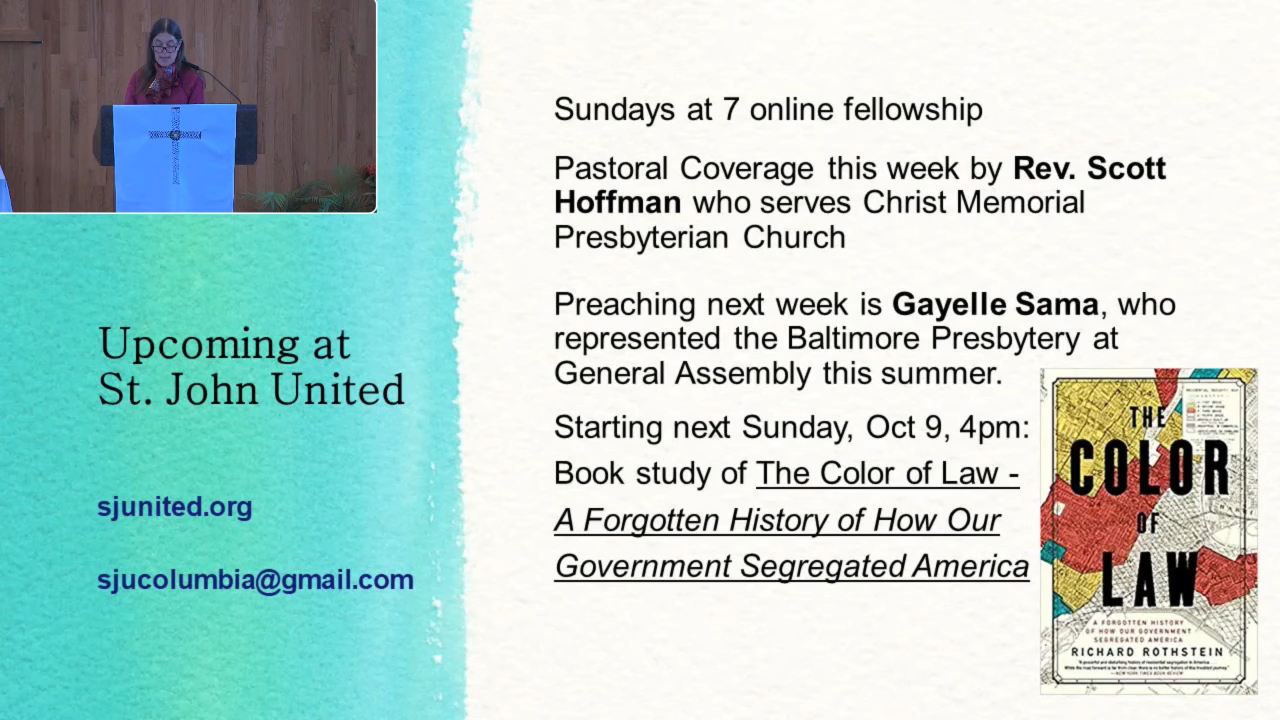 Upcoming at
St. John United
sjunited.org
sjucolumbia@gmail.com
Sundays at 7 online fellowship
Pastoral Coverage this week by Rev. Scott
Hoffman who serves Christ Memorial
Presbyterian Church
Preaching next week is Gayelle Sama, who
represented the Baltimore Presbytery at
General Assembly this summer.
Starting next Sunday, Oct 9, 4pm:
Book study of The Color of Law -
A Forgotten History of How Our
Government Segregated America
THE
COLOR
OF
LAW
A FORGOTTEN HISTORY
OF HOW OUR GOVERNMENT
SEGREGATED AMERICA
RICHARD ROTHSTEIN